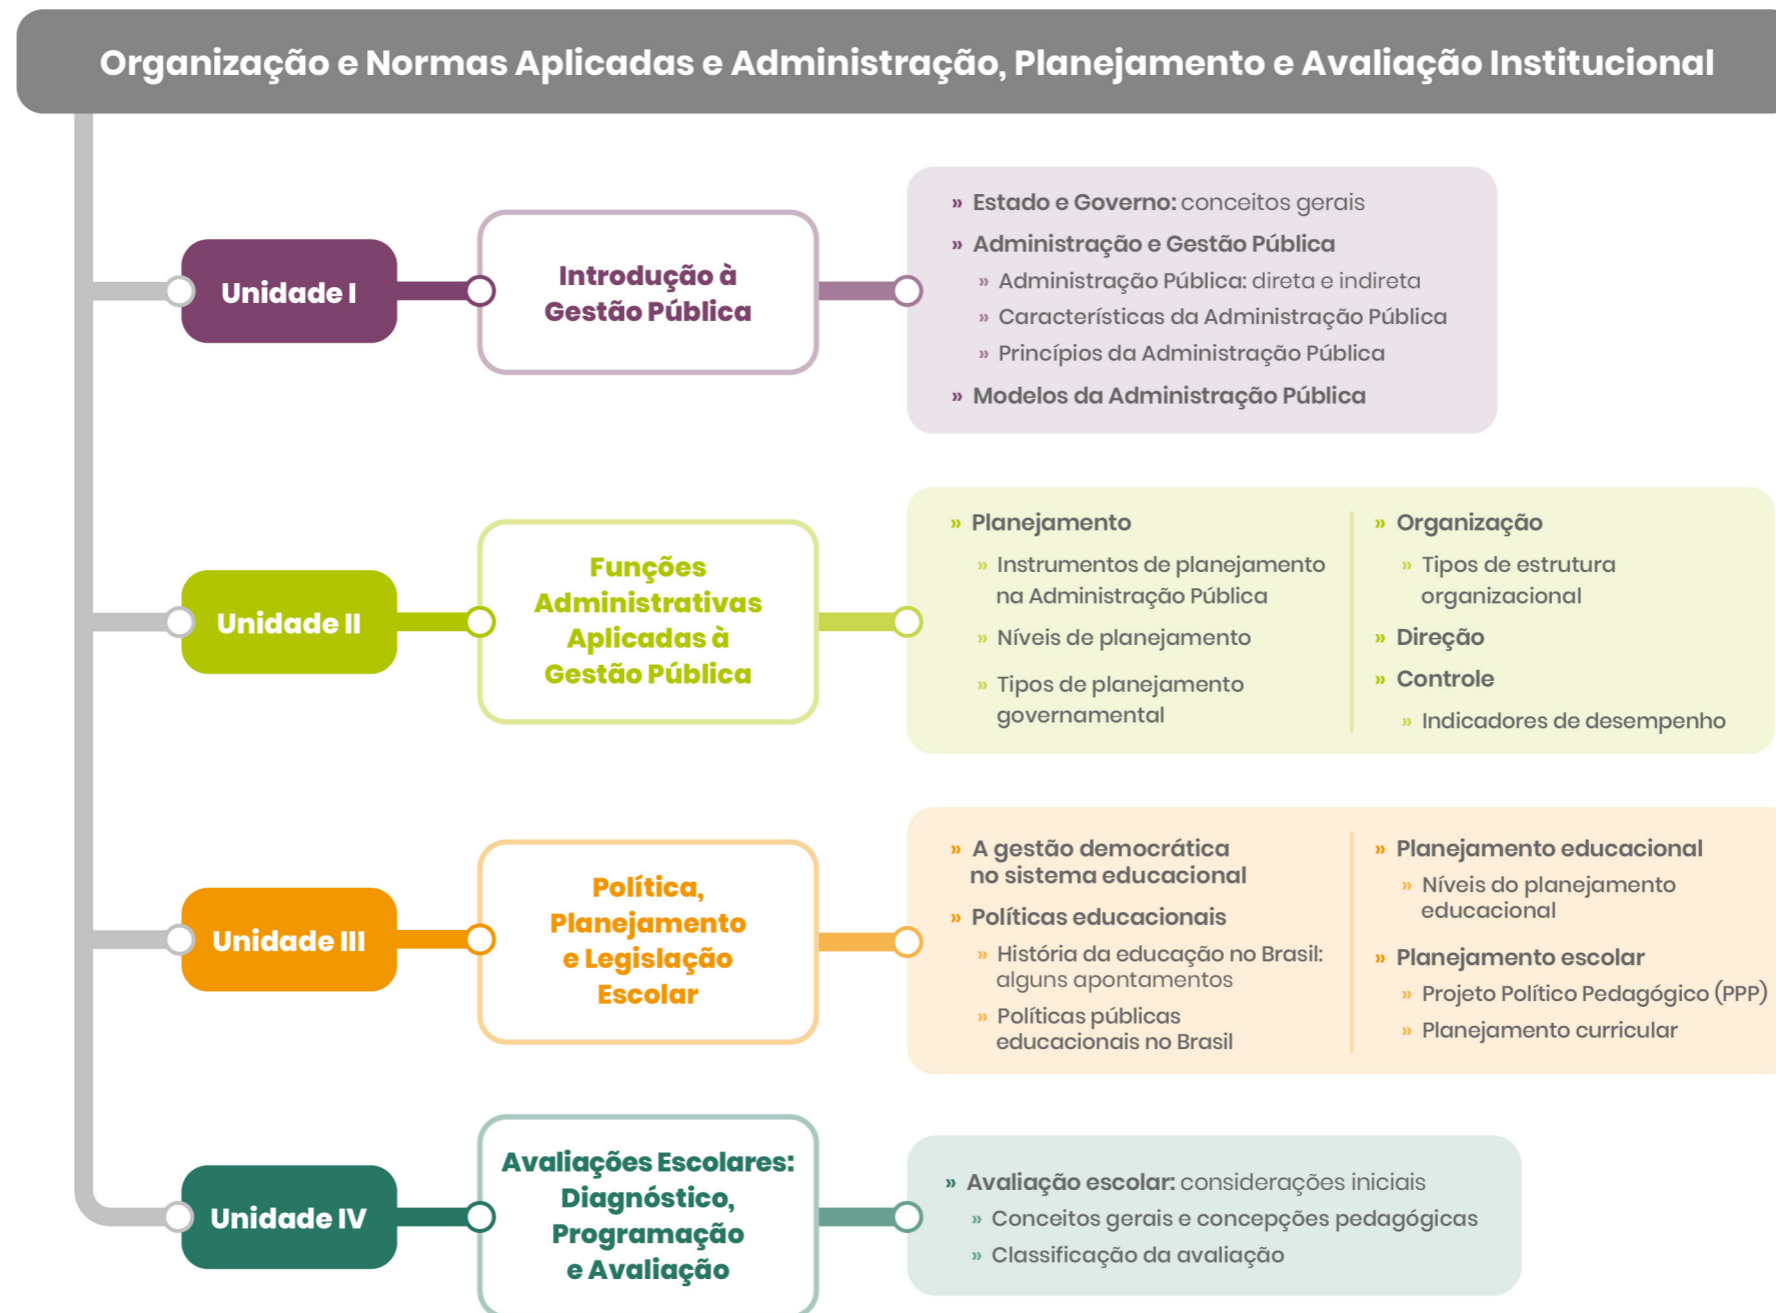 Organização e Normas Aplicadas e Administração, Planejamento e Avaliação Institucional
Unidade I
Introdução à
Gestão Pública
» Estado e Governo: conceitos gerais
» Administração e Gestão Pública
» Administração Pública: direta e indireta
» Características da Administração Pública
» Princípios da Administração Pública
» Modelos da Administração Pública
Unidade II
Funções
Administrativas
Aplicadas à
Gestão Pública
» Planejamento
» Instrumentos de planejamento
na Administração Pública
» Níveis de planejamento
» Tipos de planejamento
governamental
» Organização
» Tipos de estrutura
organizacional
» Direção
» Controle
» Indicadores de desempenho
Unidade III
Política,
Planejamento
e Legislação
Escolar
» A gestão democrática
no sistema educacional
» Políticas educacionais
» História da educação no Brasil:
alguns apontamentos
» Políticas públicas
educacionais no Brasil
» Planejamento educacional
» Níveis do planejamento
educacional
» Planejamento escolar
» Projeto Político Pedagógico (PPP)
» Planejamento curricular
Unidade IV
Avaliações Escolares:
Diagnóstico,
Programação
e Avaliação
» Avaliação escolar: considerações iniciais
» Conceitos gerais e concepções pedagógicas
» Classificação da avaliação